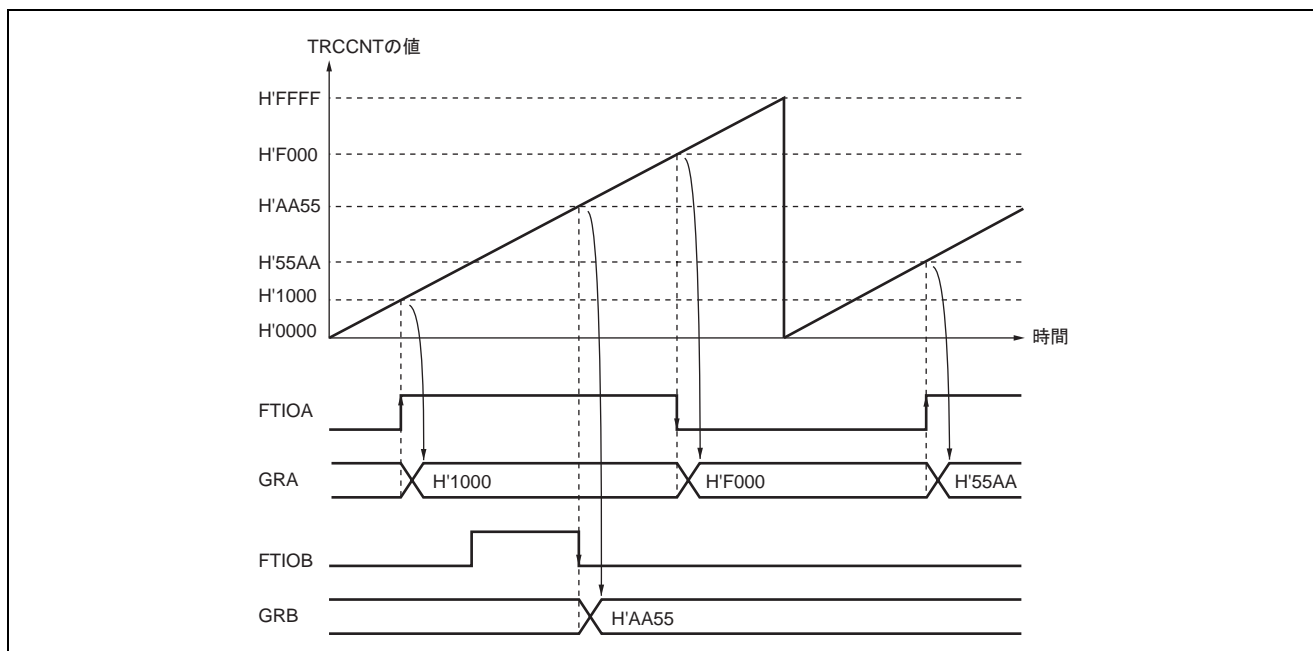 TRCCNTの値
H'FFFF
H'F000
H'AA55
H'55AA
H'1000
H'0000
時間
FTIOA
GRA
H'1000
H'F000
H'55AA
FTIOB
GRB
H'AA55